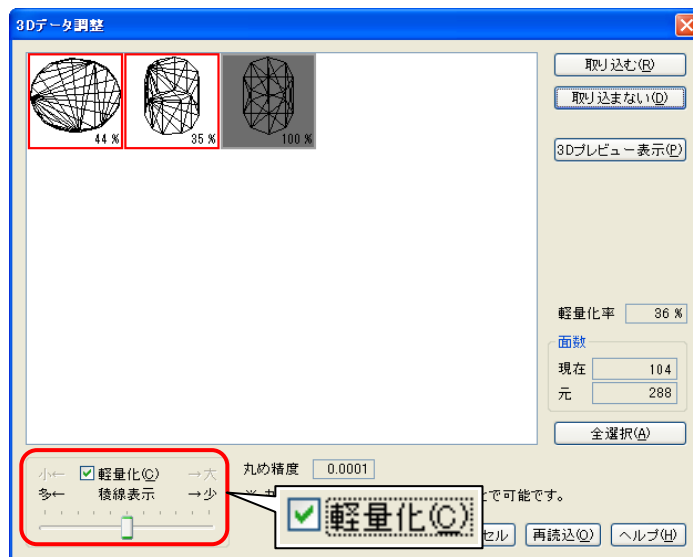 3Dデータ調整
44 %
35 %
100 %
取り込む(R)
取り込まない(D)
3Dプレビュー表示(P)
軽量化率 36 %
面数
現在 104
元 288
全選択(A)
小← 軽量化(C) →大
多← 稜線表示 →少
丸め精度 0.0001
とで可能です。
軽量化(C)
セル 再読込(O) ヘルプ(H)